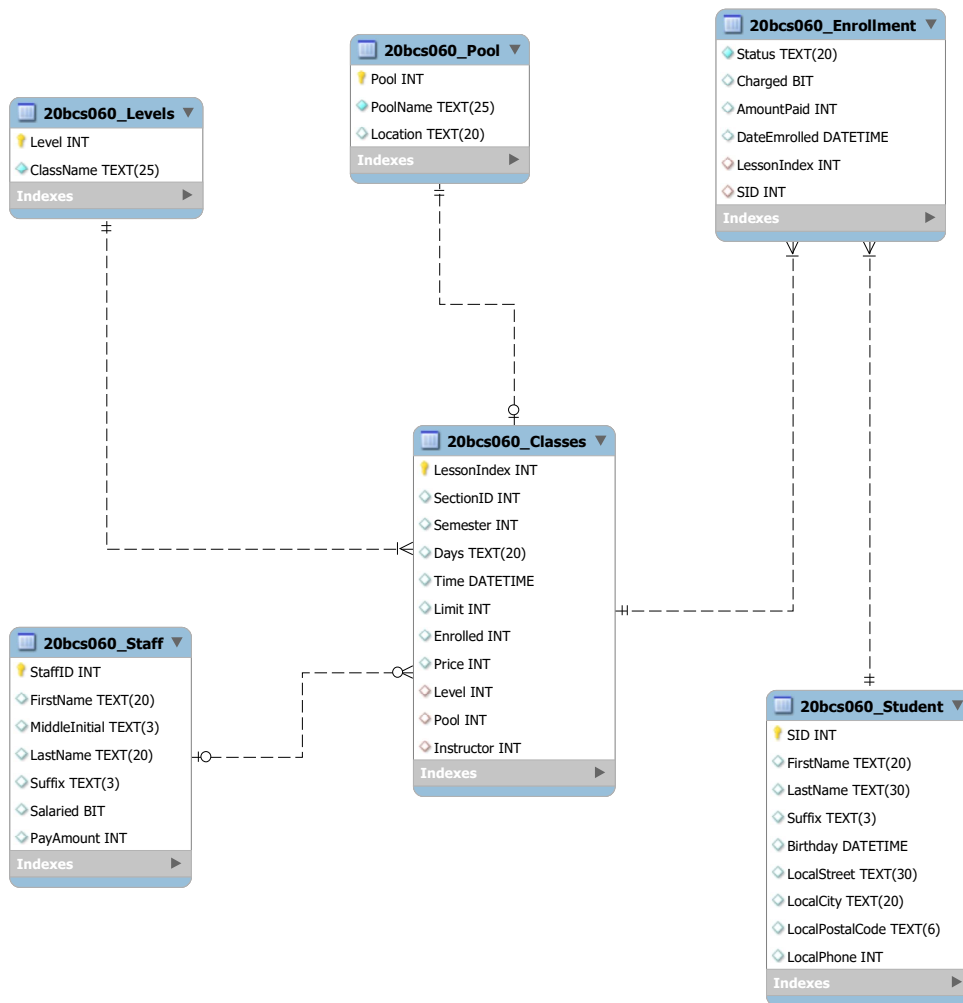 20bcs060_Levels
Level INT
ClassName TEXT(25)
Indexes
20bcs060_Pool
Pool INT
PoolName TEXT(25)
Location TEXT(20)
Indexes
20bcs060_Enrollment
Status TEXT(20)
Charged BIT
AmountPaid INT
DateEmrolled DATETIME
LessonIndex INT
SID INT
Indexes
20bcs060_Classes
LessonIndex INT
SectionID INT
Semester INT
Days TEXT(20)
Time DATETIME
Limit INT
Enrolled INT
Price INT
Level INT
Pool INT
Instructor INT
Indexes
20bcs060_Staff
StaffID INT
FirstName TEXT(20)
MiddleInitial TEXT(3)
LastName TEXT(20)
Suffix TEXT(3)
Salaried BIT
PayAmount INT
Indexes
20bcs060_Student
SID INT
FirstName TEXT(20)
LastName TEXT(30)
Suffix TEXT(3)
Birthday DATETIME
LocalStreet TEXT(30)
LocalCity TEXT(20)
LocalPostalCode TEXT(6)
LocalPhone INT
Indexes